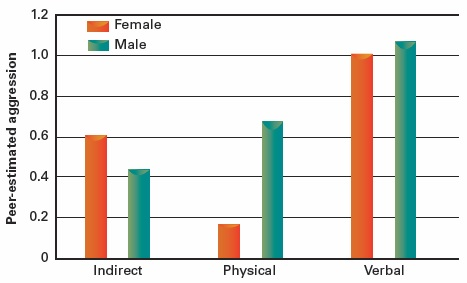 Peer-estimated aggression
1.2
1.0
0.8
0.6
0.4
0.2
0
Female
Male
Indirect
Physical
Verbal